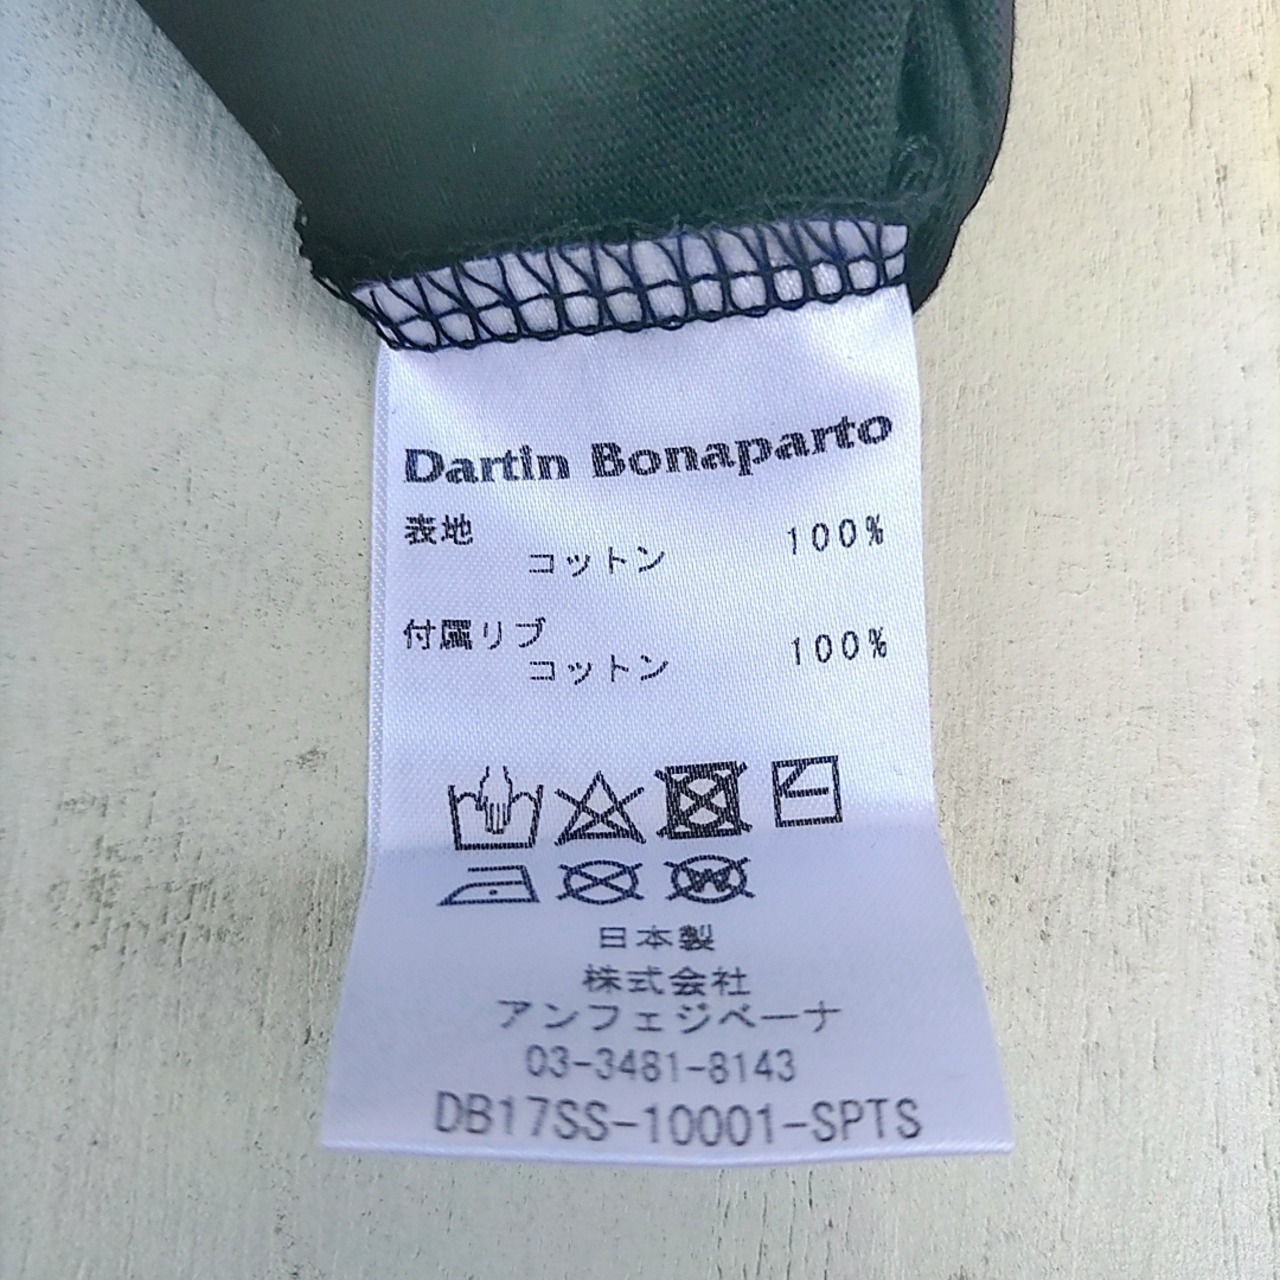 Dartin Bonaparto
表地
コットン 100%
付属リブ
コットン 100%
日本製
株式会社
アンフェジペーナ
03-3481-8143
DB17SS-10001-SPTS